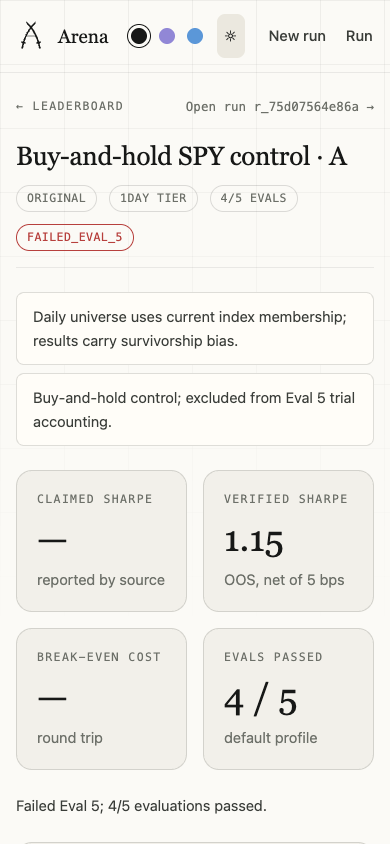 Arena
New run
Run
← LEADERBOARD
Open run r_75d07564e86a →
Buy-and-hold SPY control · A
ORIGINAL
1DAY TIER
4/5 EVALS
FAILED_EVAL_5
Daily universe uses current index membership;
results carry survivorship bias.
Buy-and-hold control; excluded from Eval 5 trial
accounting.
CLAIMED SHARPE
—
reported by source
VERIFIED SHARPE
1.15
OOS, net of 5 bps
BREAK-EVEN COST
—
round trip
EVALS PASSED
4 / 5
default profile
Failed Eval 5; 4/5 evaluations passed.